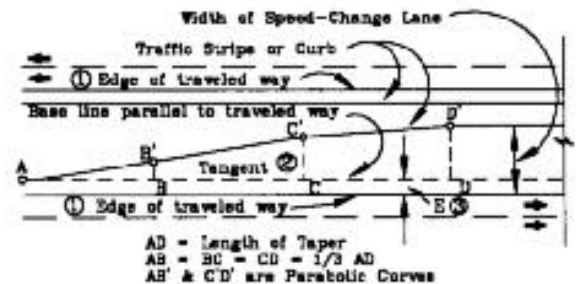 Width of Speed-Change Lane
Traffic Stripe or Curb
① Edge of traveled way
Base line parallel to traveled way
C' D'
A B' Tangent ②
B C E ③ D
① Edge of traveled way
AD = Length of Taper
AB = BC = CD = 1/3 AD
AB' & C'D' are Parabolic Curves